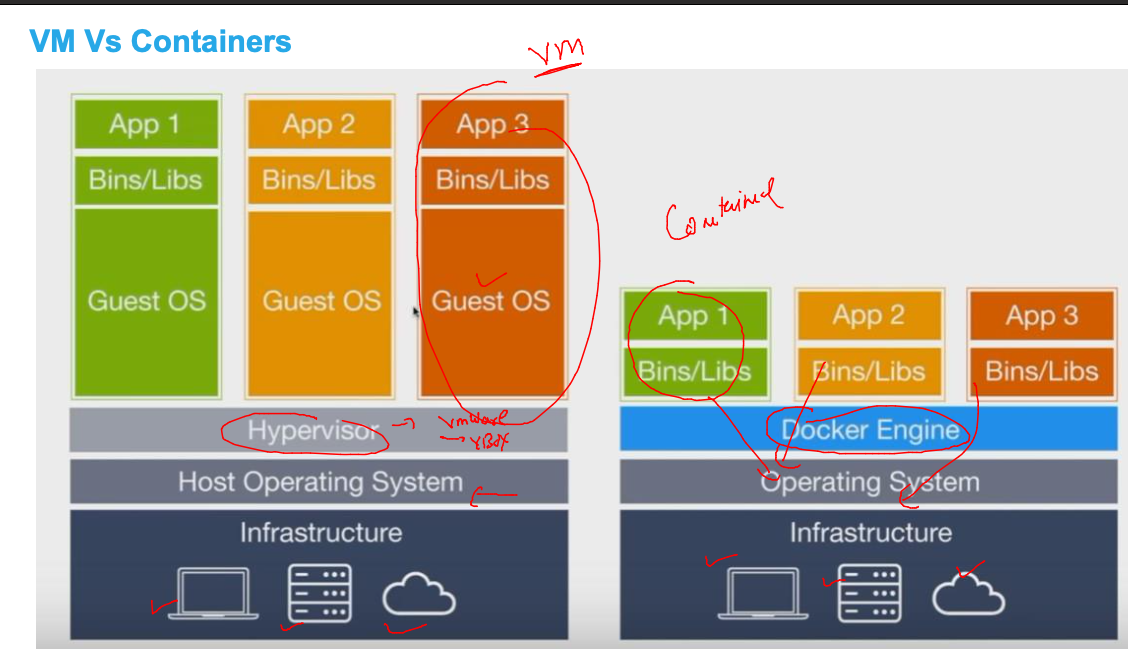 VM Vs Containers
VM
App 1
Bins/Libs
Guest OS
App 2
Bins/Libs
Guest OS
App 3
Bins/Libs
Guest OS
Hypervisor
vmware
Host Operating System
Infrastructure
App 1
Bins/Libs
App 2
Bins/Libs
App 3
Bins/Libs
Docker Engine
Operating System
Infrastructure